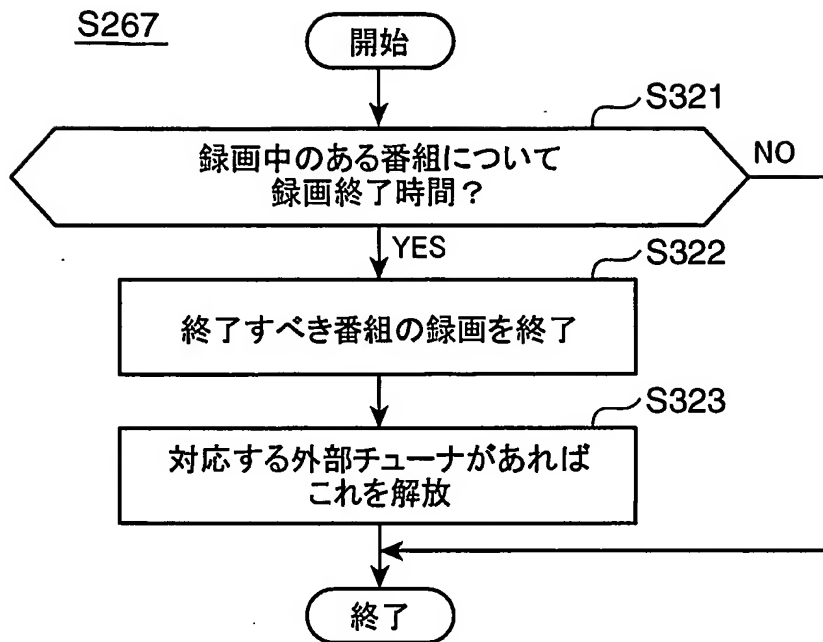 S267
開始
S321
録画中のある番組について
録画終了時間？
NO
YES
S322
終了すべき番組の録画を終了
S323
対応する外部チューナがあれば
これを解放
終了